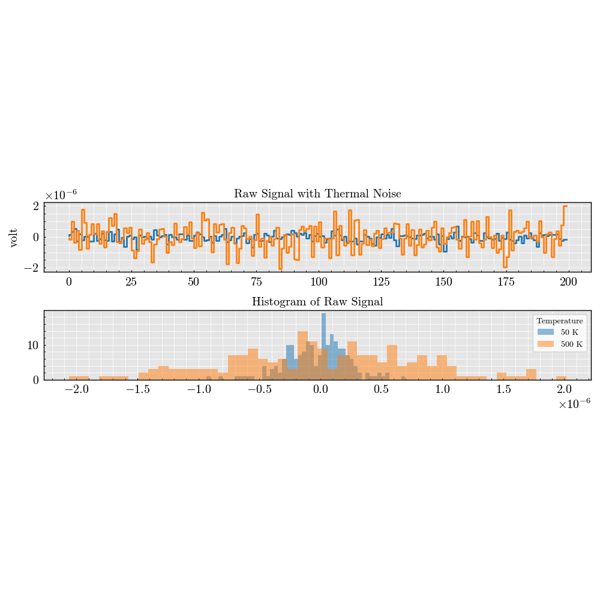 Raw Signal with Thermal Noise
×10⁻⁶
2
0
−2
volt
0 25 50 75 100 125 150 175 200
Histogram of Raw Signal
10
0
Temperature
50 K
500 K
−2.0 −1.5 −1.0 −0.5 0.0 0.5 1.0 1.5 2.0
×10⁻⁶